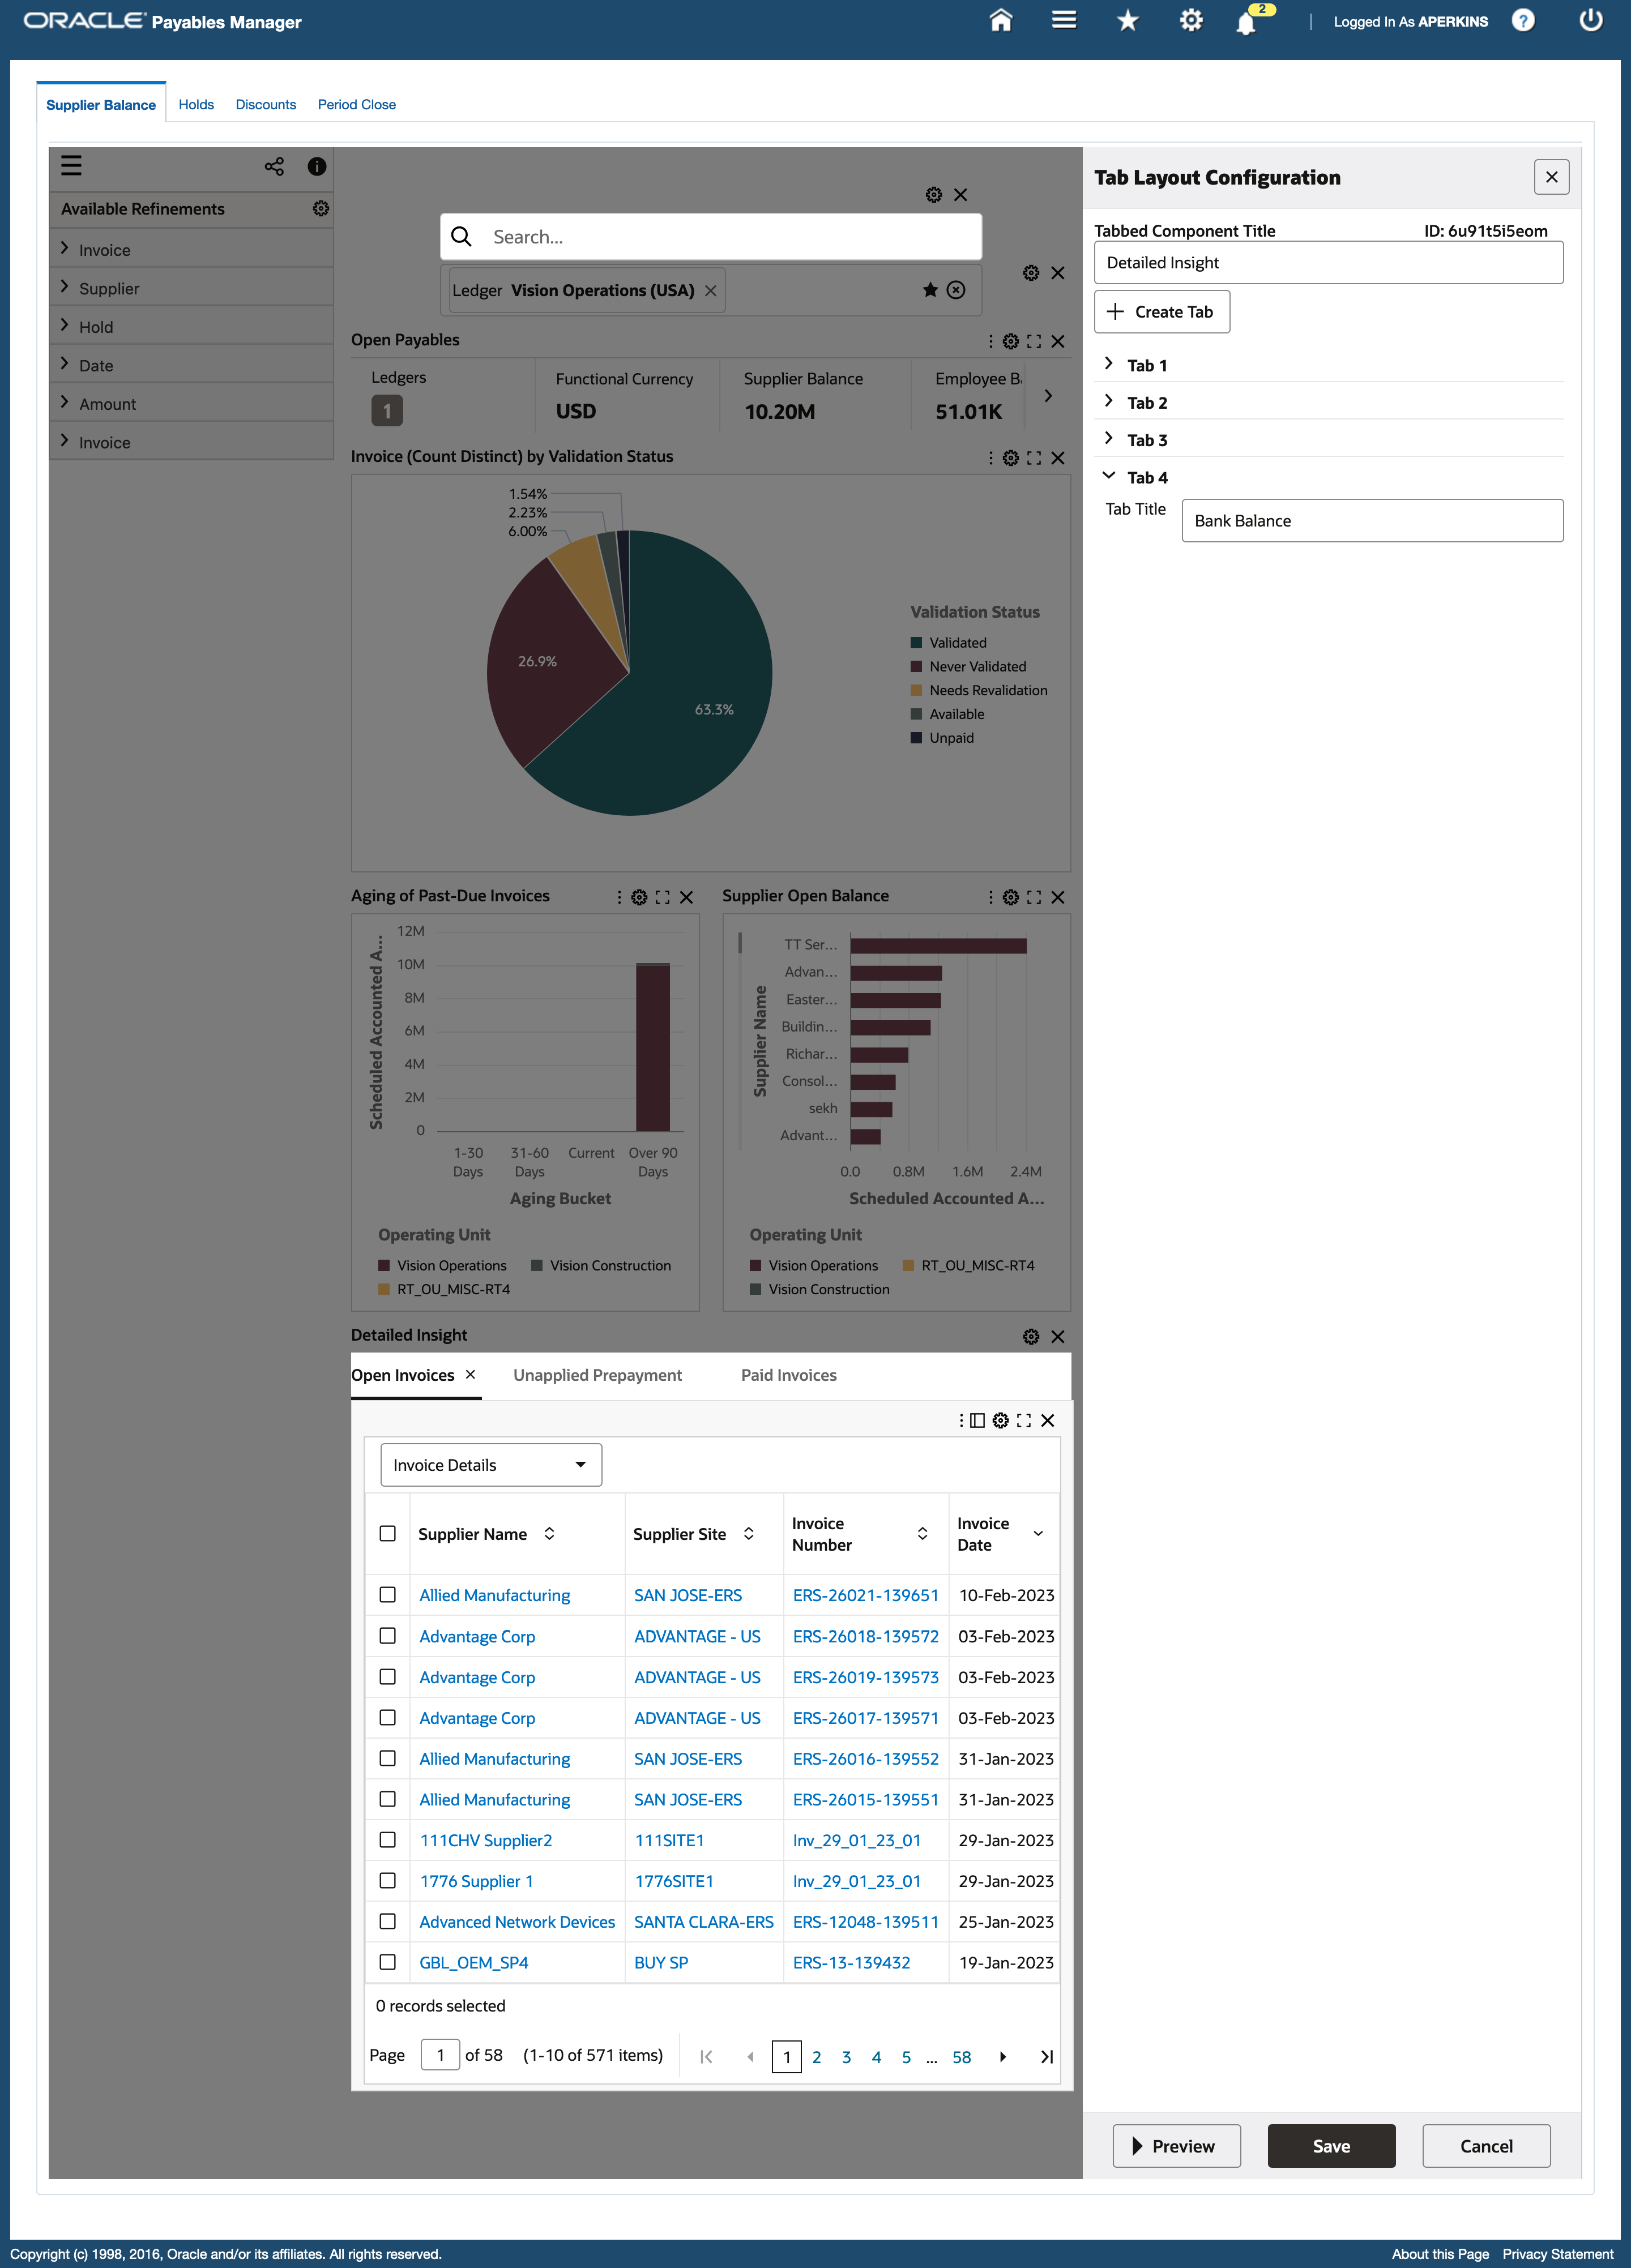 ORACLE Payables Manager
2
Logged In As APERKINS
?
Supplier Balance Holds Discounts Period Close
Available Refinements
Invoice
Supplier
Hold
Date
Amount
Invoice
Search...
Ledger Vision Operations (USA)
Open Payables
Ledgers
1
Functional Currency
USD
Supplier Balance
10.20M
Employee B
51.01K
Invoice (Count Distinct) by Validation Status
1.54%
2.23%
6.00%
26.9%
63.3%
Validation Status
Validated
Never Validated
Needs Revalidation
Available
Unpaid
Aging of Past-Due Invoices
Scheduled Accounted A...
12M
10M
8M
6M
4M
2M
0
1-30 Days
31-60 Days
Current
Over 90 Days
Aging Bucket
Operating Unit
Vision Operations
Vision Construction
RT_OU_MISC-RT4
Supplier Open Balance
Supplier Name
TT Ser...
Advan...
Easter...
Buildin...
Richar...
Consol...
sekh
Advant...
0.0 0.8M 1.6M 2.4M
Scheduled Accounted A...
Operating Unit
Vision Operations
RT_OU_MISC-RT4
Vision Construction
Detailed Insight
Open Invoices Unapplied Prepayment Paid Invoices
Invoice Details
Supplier Name Supplier Site Invoice Number Invoice Date
Allied Manufacturing SAN JOSE-ERS ERS-26021-139651 10-Feb-2023
Advantage Corp ADVANTAGE - US ERS-26018-139572 03-Feb-2023
Advantage Corp ADVANTAGE - US ERS-26019-139573 03-Feb-2023
Advantage Corp ADVANTAGE - US ERS-26017-139571 03-Feb-2023
Allied Manufacturing SAN JOSE-ERS ERS-26016-139552 31-Jan-2023
Allied Manufacturing SAN JOSE-ERS ERS-26015-139551 31-Jan-2023
111CHV Supplier2 111SITE1 Inv_29_01_23_01 29-Jan-2023
1776 Supplier 1 1776SITE1 Inv_29_01_23_01 29-Jan-2023
Advanced Network Devices SANTA CLARA-ERS ERS-12048-139511 25-Jan-2023
GBL_OEM_SP4 BUY SP ERS-13-139432 19-Jan-2023
0 records selected
Page 1 of 58 (1-10 of 571 items) 1 2 3 4 5 ... 58
Tab Layout Configuration
Tabbed Component Title ID: 6u91t5i5eom
Detailed Insight
Create Tab
Tab 1
Tab 2
Tab 3
Tab 4
Tab Title Bank Balance
Preview Save Cancel
Copyright (c) 1998, 2016, Oracle and/or its affiliates. All rights reserved.
About this Page Privacy Statement